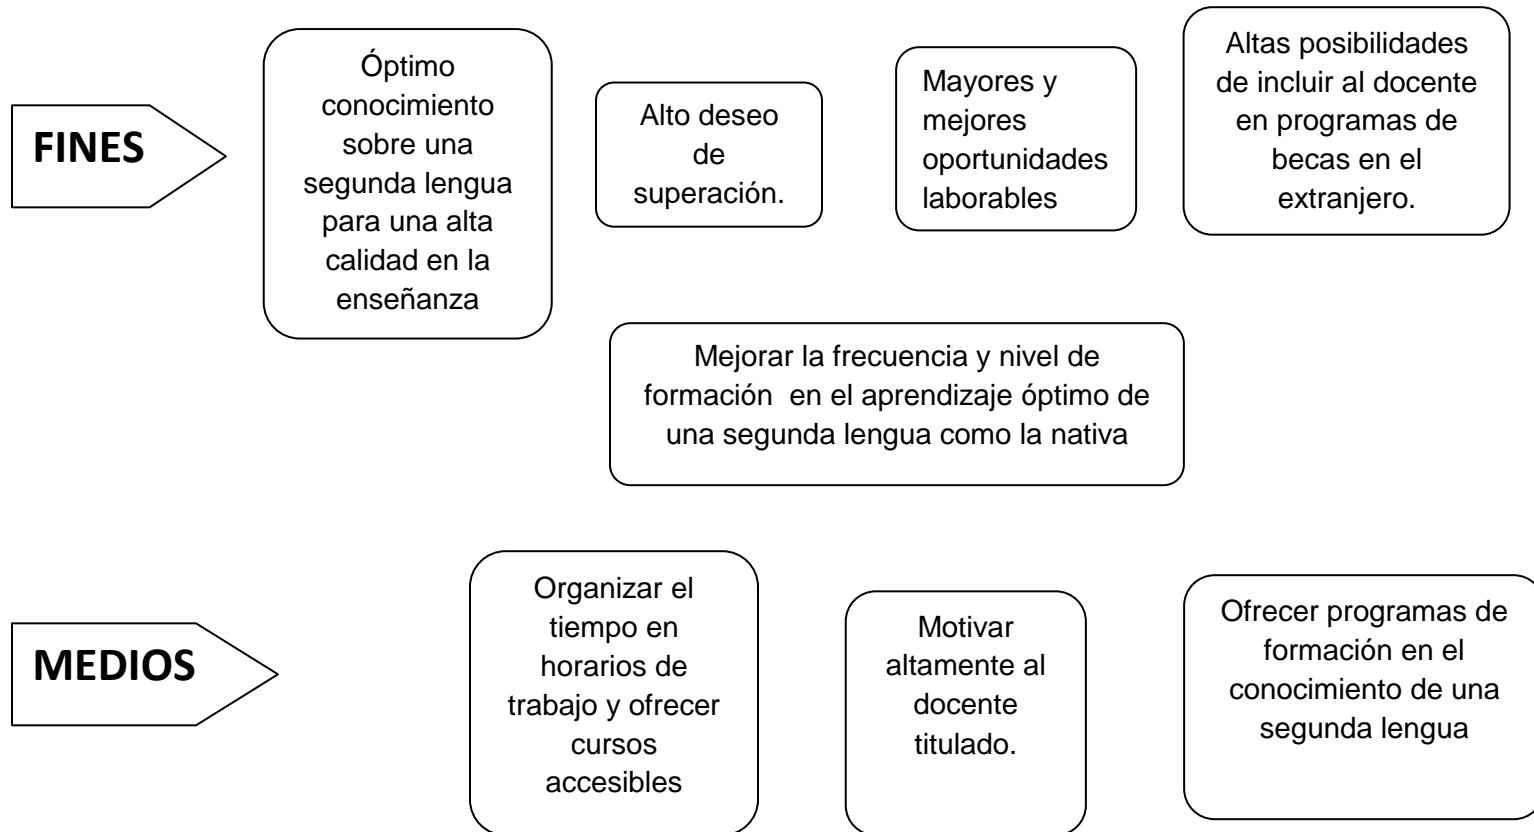 FINES
Óptimo
conocimiento
sobre una
segunda lengua
para una alta
calidad en la
enseñanza
Alto deseo
de
superación.
Mayores y
mejores
oportunidades
laborables
Altas posibilidades
de incluir al docente
en programas de
becas en el
extranjero.
Mejorar la frecuencia y nivel de
formación  en el aprendizaje óptimo de
una segunda lengua como la nativa
MEDIOS
Organizar el
tiempo en
horarios de
trabajo y ofrecer
cursos
accesibles
Motivar
altamente al
docente
titulado.
Ofrecer programas de
formación en el
conocimiento de una
segunda lengua